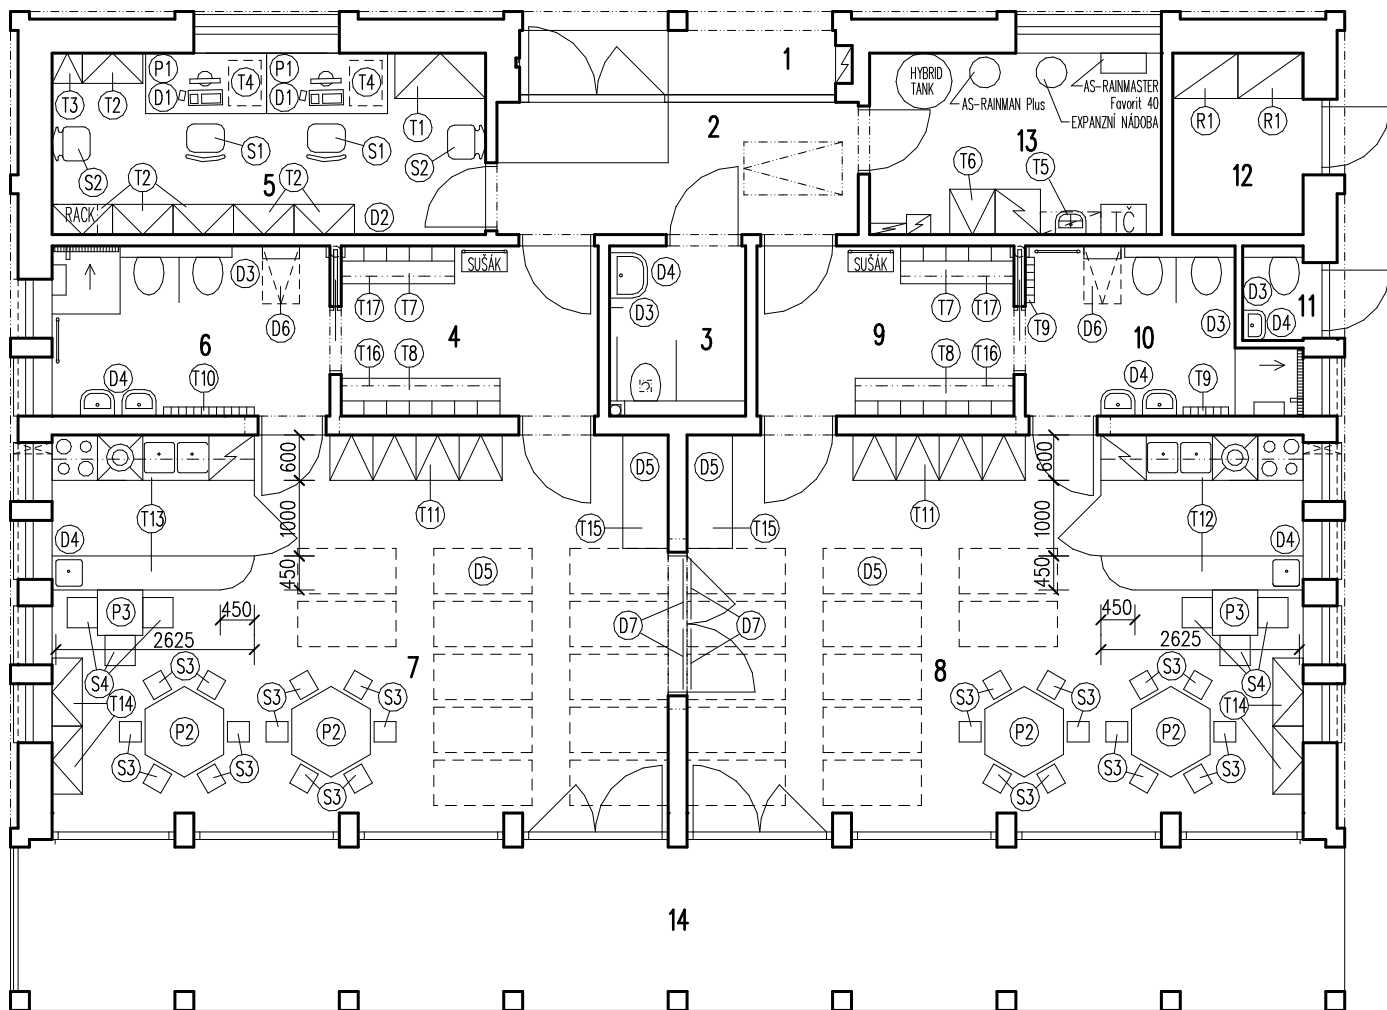 1
P1
T4
P1
T4
HYBRID
TANK
AS-RAINMASTER
Favorit 40
AS-RAINMAN Plus
EXPANZNÍ NÁDOBA
T3
T2
D1
D1
T1
R1
R1
2
13
S1
S1
S2
S2
T6
T5
12
5
T2
T2
RACK
D2
TČ
D3
SUŠÁK
D4
SUŠÁK
D3
D6
T17
T7
D3
T7
T17
T9
D6
D3
D4
11
6
4
3
9
10
T16
T8
T8
T16
D4
T10
D4
T9
600
D5
D5
600
T13
1000
T11
T15
T15
T11
1000
T12
D4
D4
450
D5
D5
450
P3
450
D7
D7
450
P3
2625
2625
7
8
S4
S3
S3
S3
S3
S3
S3
S4
T14
T14
P2
P2
P2
P2
S3
S3
S3
S3
S3
S3
S3
S3
14